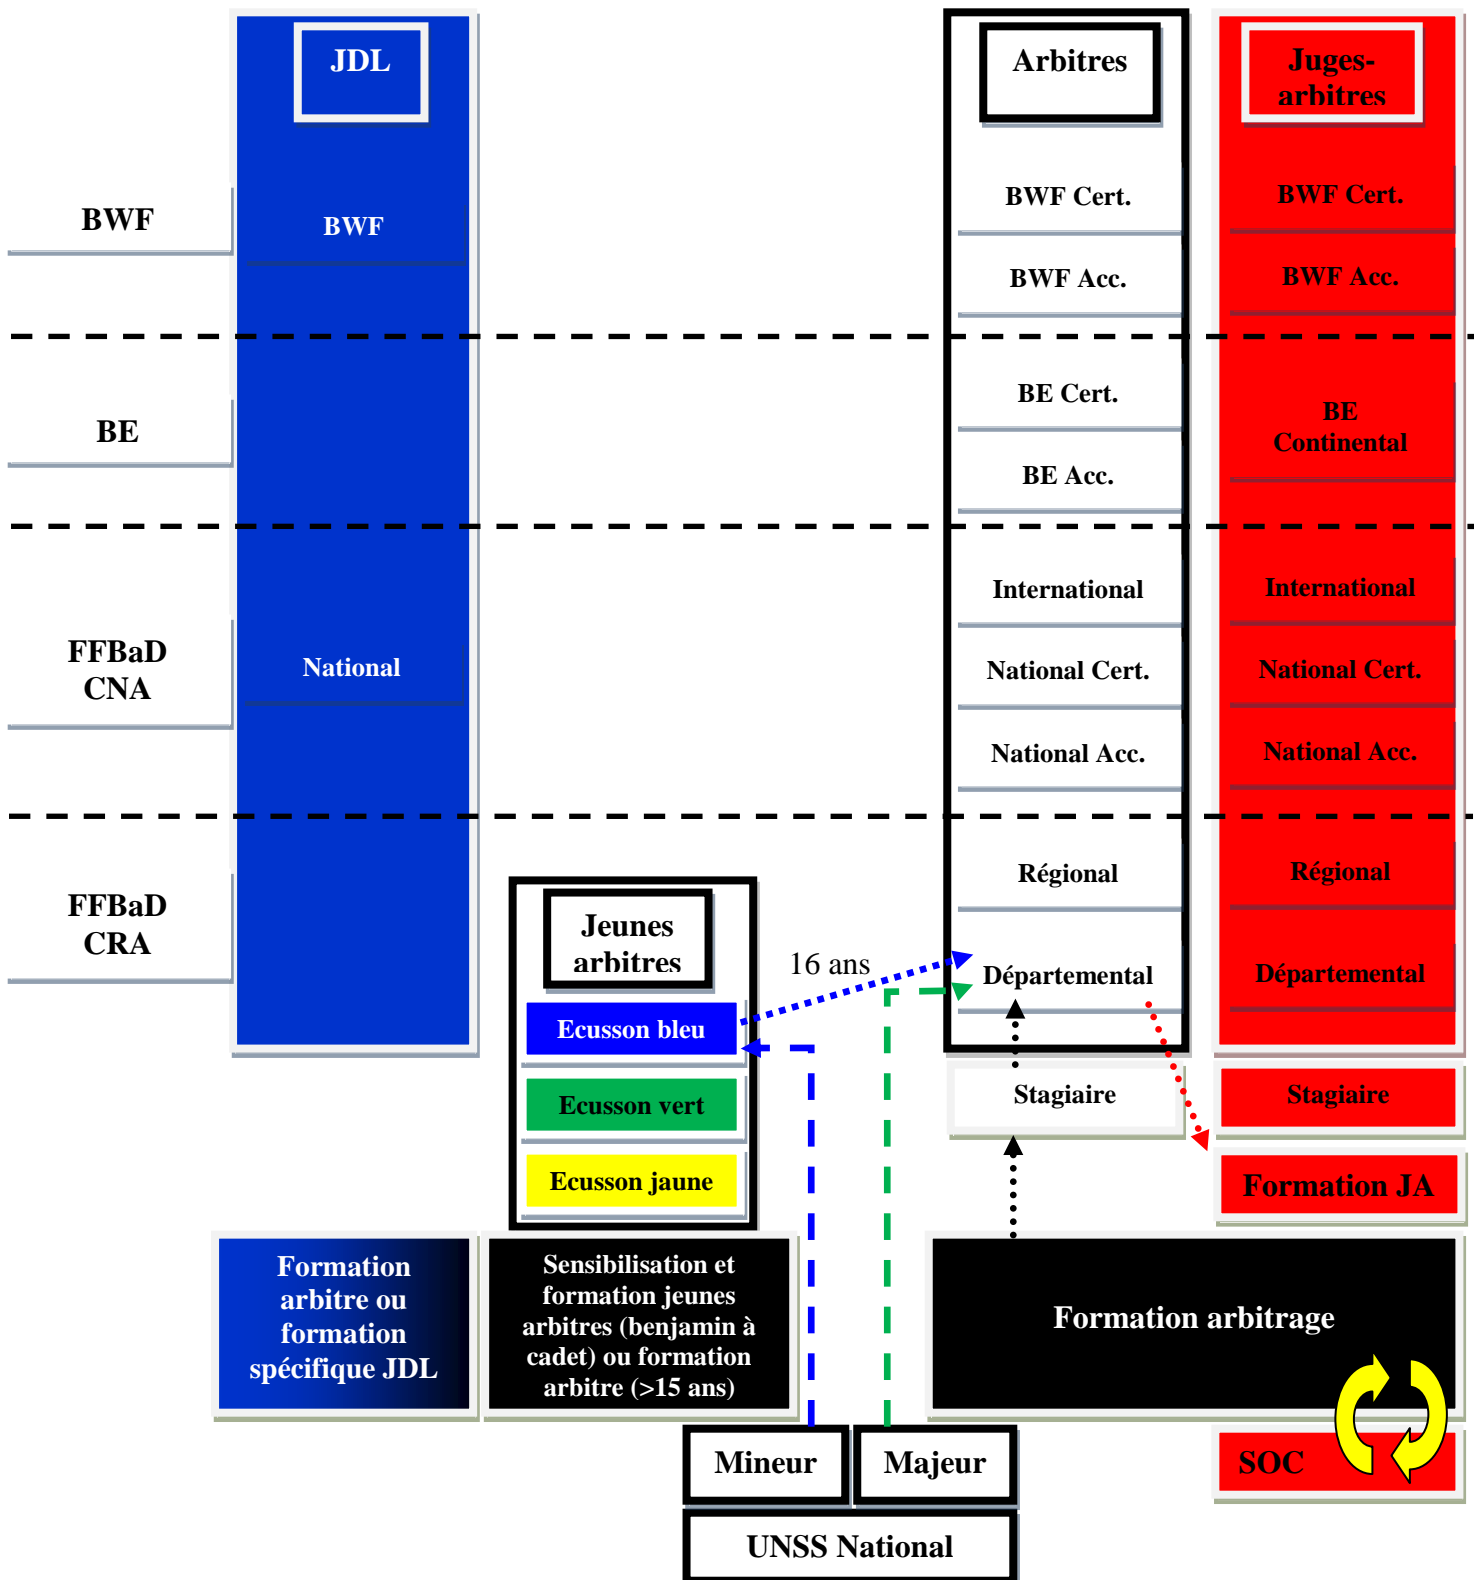 JDL
Arbitres
Juges-
arbitres
BWF
BWF
BWF Cert.
BWF Cert.
BWF Acc.
BWF Acc.
BE
BE Cert.
BE Acc.
BE
Continental
FFBaD
CNA
National
International
International
National Cert.
National Cert.
National Acc.
National Acc.
FFBaD
CRA
Régional
Régional
Départemental
Départemental
Jeunes
arbitres
16 ans
Ecusson bleu
Ecusson vert
Ecusson jaune
Stagiaire
Stagiaire
Formation JA
Formation
arbitre ou
formation
spécifique JDL
Sensibilisation et
formation jeunes
arbitres (benjamin à
cadet) ou formation
arbitre (>15 ans)
Formation arbitrage
Mineur
Majeur
SOC
UNSS National